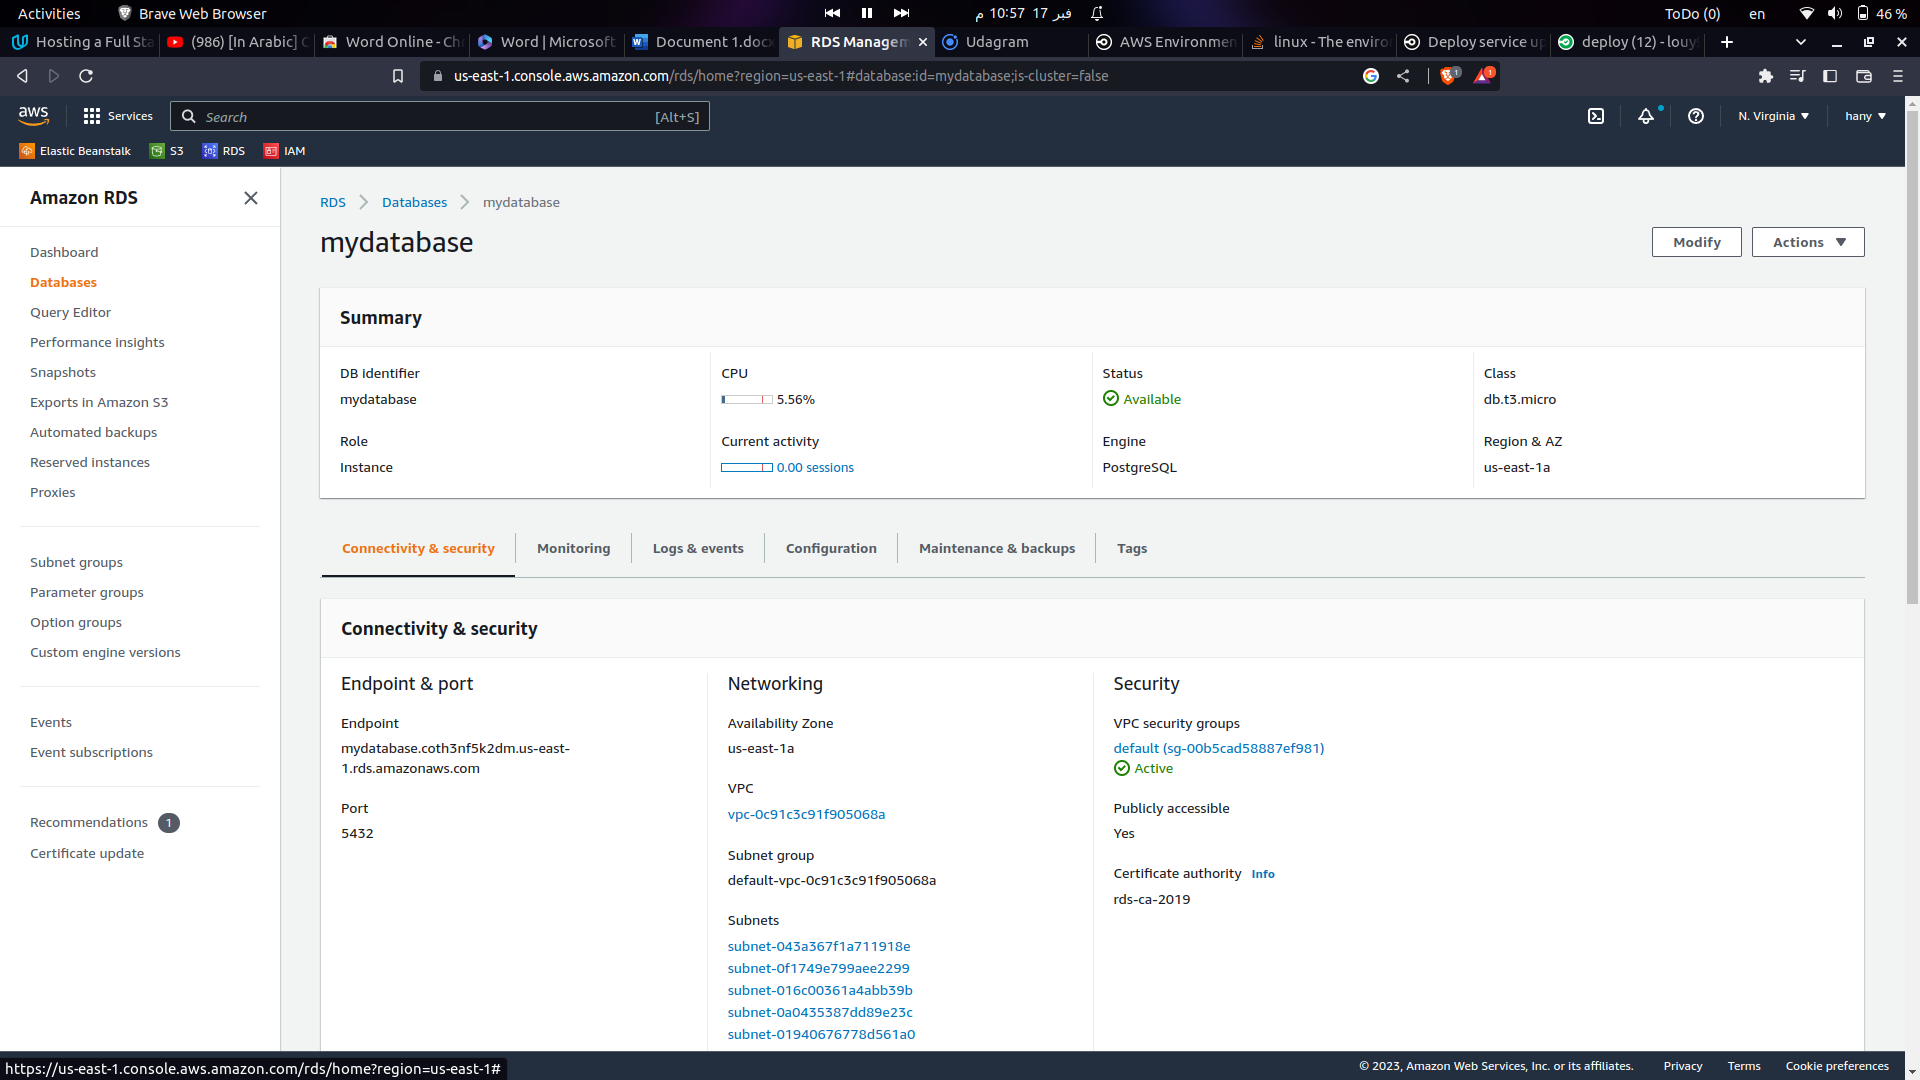 Activities
Brave Web Browser
م 10:57 17 فبر
ToDo (0)
en
46 %
Hosting a Full Sta
(986) [In Arabic] C
Word Online - Ch
Word | Microsoft
Document 1.docx
RDS Managem
Udagram
AWS Environmen
linux - The enviro
Deploy service up
deploy (12) - louy
us-east-1.console.aws.amazon.com/rds/home?region=us-east-1#database:id=mydatabase;is-cluster=false
1
1
aws
Services
Search
[Alt+S]
N. Virginia
hany
Elastic Beanstalk
S3
RDS
IAM
Amazon RDS
Dashboard
Databases
Query Editor
Performance insights
Snapshots
Exports in Amazon S3
Automated backups
Reserved instances
Proxies
Subnet groups
Parameter groups
Option groups
Custom engine versions
Events
Event subscriptions
Recommendations 1
Certificate update
RDS
Databases
mydatabase
mydatabase
Modify
Actions
Summary
DB identifier
mydatabase
CPU
5.56%
Status
Available
Class
db.t3.micro
Role
Instance
Current activity
0.00 sessions
Engine
PostgreSQL
Region & AZ
us-east-1a
Connectivity & security
Monitoring
Logs & events
Configuration
Maintenance & backups
Tags
Connectivity & security
Endpoint & port
Endpoint
mydatabase.coth3nf5k2dm.us-east-
1.rds.amazonaws.com
Port
5432
Networking
Availability Zone
us-east-1a
VPC
vpc-0c91c3c91f905068a
Subnet group
default-vpc-0c91c3c91f905068a
Subnets
subnet-043a367f1a711918e
subnet-0f1749e799aee2299
subnet-016c00361a4abb39b
subnet-0a0435387dd89e23c
subnet-01940676778d561a0
Security
VPC security groups
default (sg-00b5cad58887ef981)
Active
Publicly accessible
Yes
Certificate authority Info
rds-ca-2019
https://us-east-1.console.aws.amazon.com/rds/home?region=us-east-1#
© 2023, Amazon Web Services, Inc. or its affiliates.
Privacy
Terms
Cookie preferences